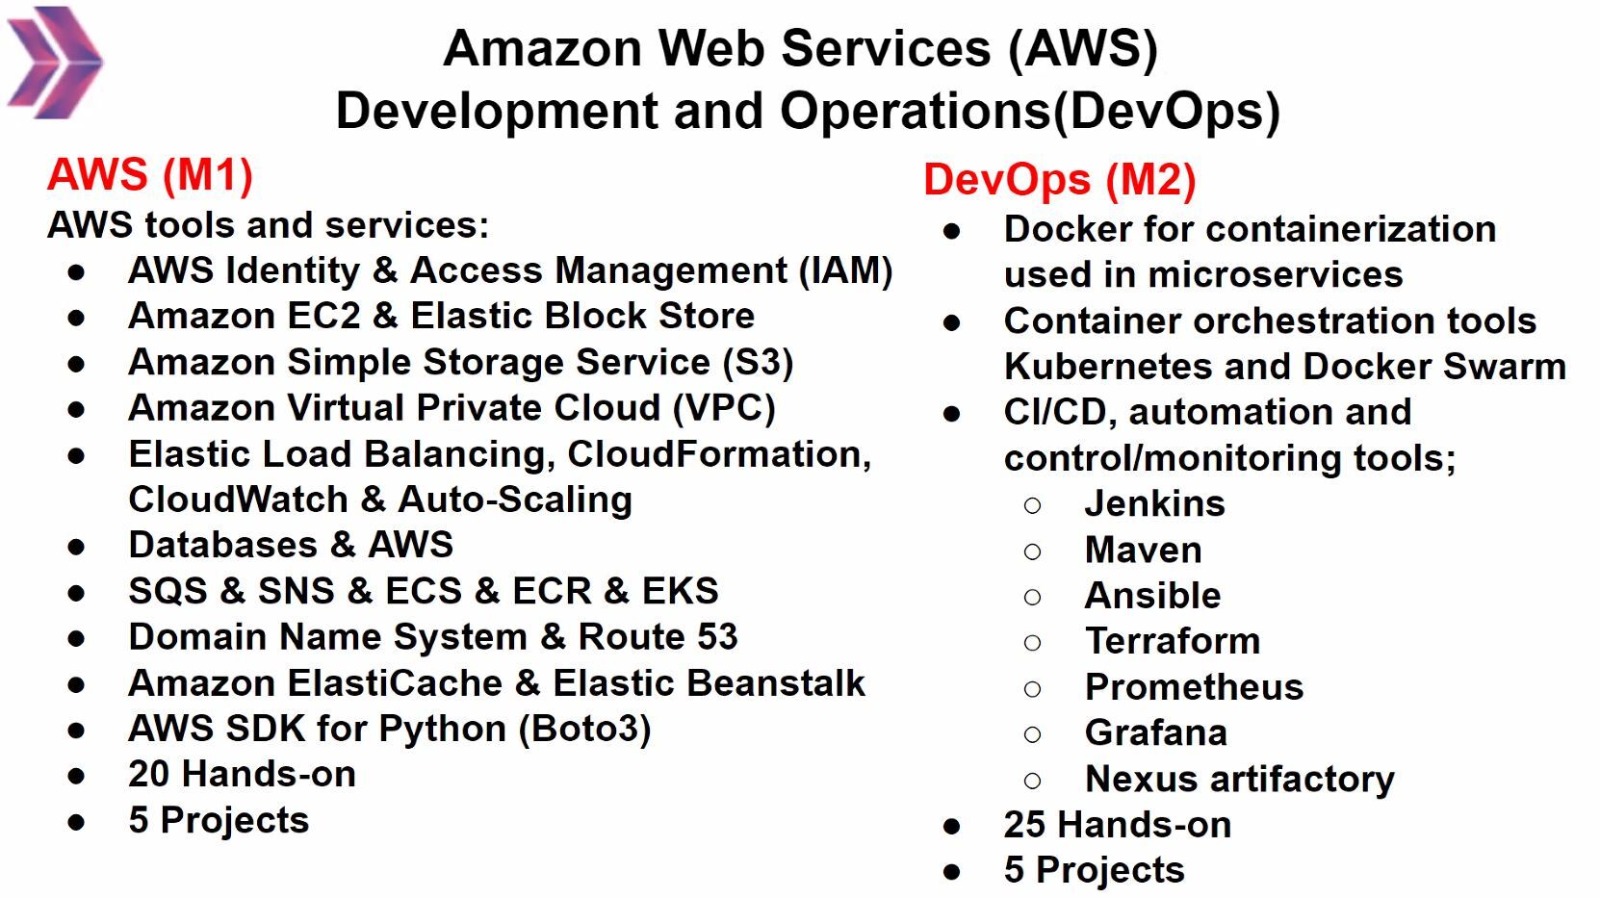 Amazon Web Services (AWS)
Development and Operations(DevOps)
AWS (M1)
AWS tools and services:
● AWS Identity & Access Management (IAM)
● Amazon EC2 & Elastic Block Store
● Amazon Simple Storage Service (S3)
● Amazon Virtual Private Cloud (VPC)
● Elastic Load Balancing, CloudFormation,
CloudWatch & Auto-Scaling
● Databases & AWS
● SQS & SNS & ECS & ECR & EKS
● Domain Name System & Route 53
● Amazon ElastiCache & Elastic Beanstalk
● AWS SDK for Python (Boto3)
● 20 Hands-on
● 5 Projects
DevOps (M2)
● Docker for containerization
used in microservices
● Container orchestration tools
Kubernetes and Docker Swarm
● CI/CD, automation and
control/monitoring tools;
○ Jenkins
○ Maven
○ Ansible
○ Terraform
○ Prometheus
○ Grafana
○ Nexus artifactory
● 25 Hands-on
● 5 Projects